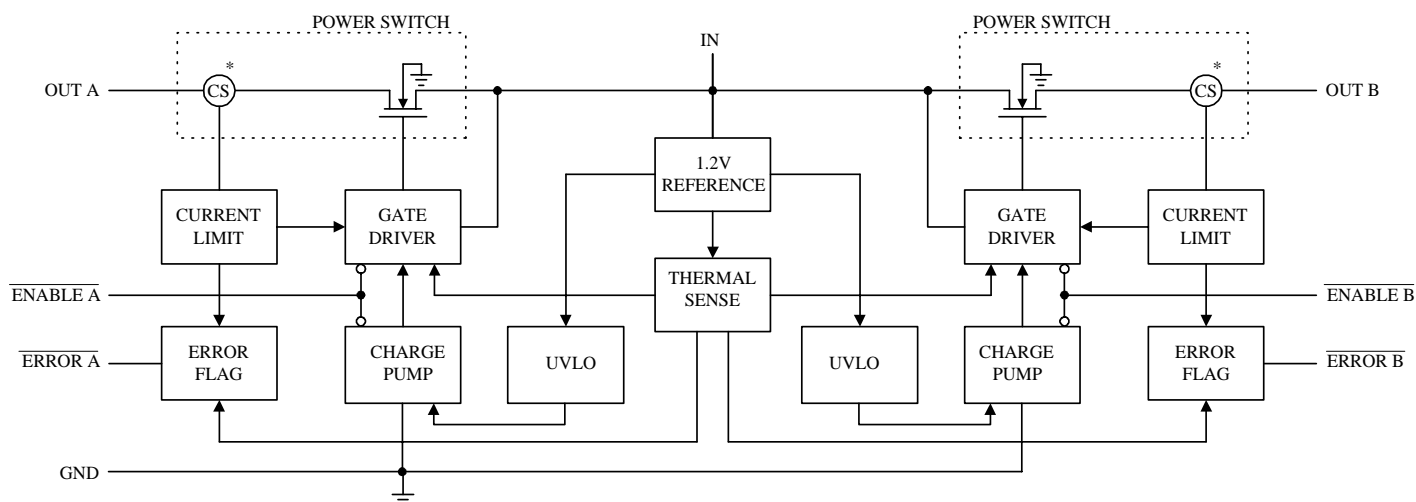 POWER SWITCH
POWER SWITCH
IN
*
*
OUT A
CS
CS
OUT B
1.2V
REFERENCE
CURRENT
LIMIT
GATE
DRIVER
GATE
DRIVER
CURRENT
LIMIT
THERMAL
SENSE
ENABLE A
ENABLE B
ERROR A
ERROR
FLAG
CHARGE
PUMP
UVLO
UVLO
CHARGE
PUMP
ERROR
FLAG
ERROR B
GND